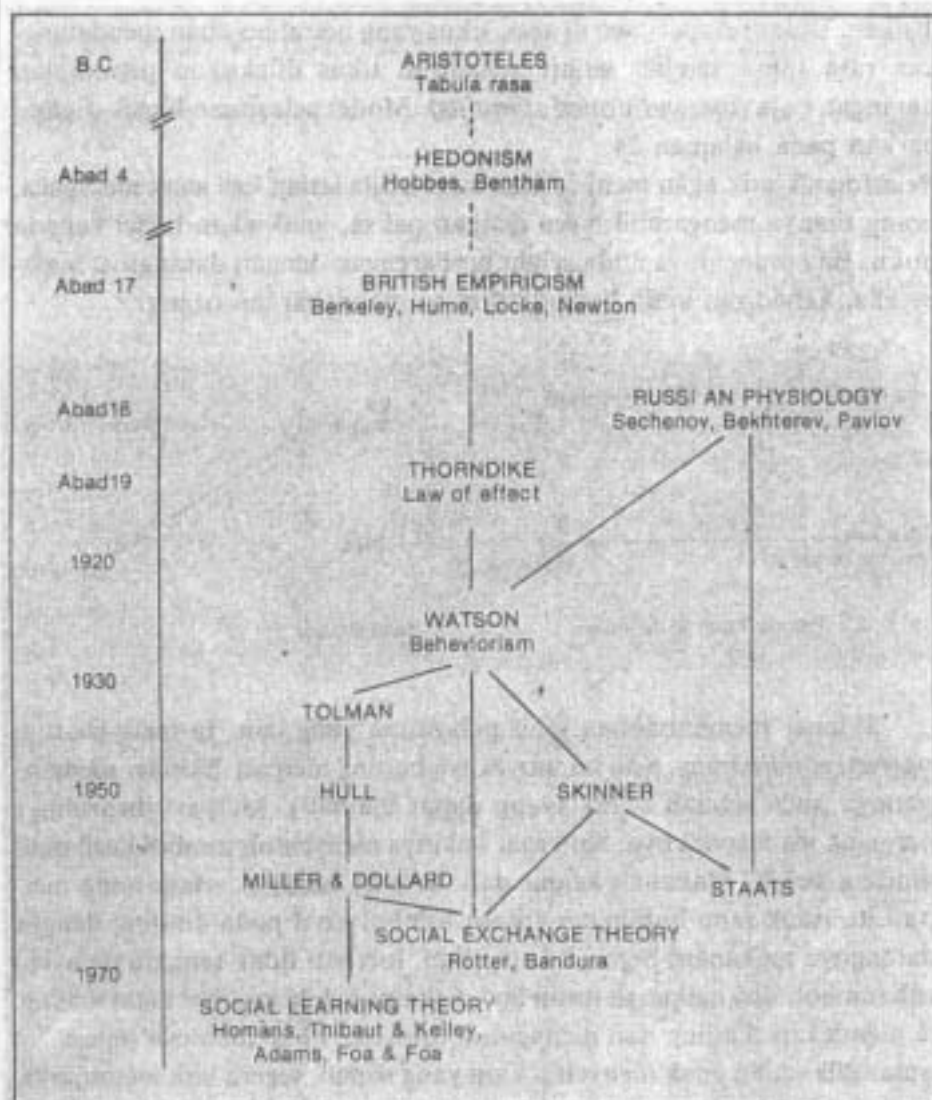 B.C
ARISTOTELES
Tabula rasa
Abad 4
HEDONISM
Hobbes, Bentham
Abad 17
BRITISH EMPIRICISM
Berkeley, Hume, Locke, Newton
Abad18
RUSSI AN PHYSIOLOGY
Sechenov, Bekhterev, Pavlov
Abad19
THORNDIKE
Law of effect
1920
WATSON
Behaviorism
1930
TOLMAN
1950
HULL
SKINNER
MILLER & DOLLARD
STAATS
SOCIAL EXCHANGE THEORY
Rotter, Bandura
1970
SOCIAL LEARNING THEORY
Homans, Thibaut & Kelley,
Adams, Foa & Foa